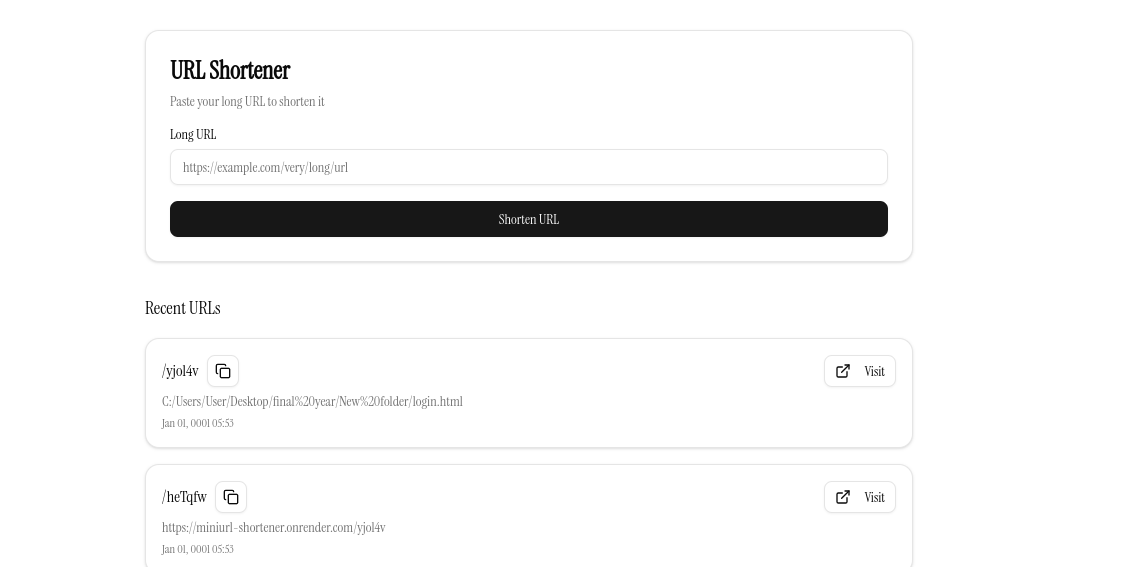 URL Shortener
Paste your long URL to shorten it
Long URL
https://example.com/very/long/url
Shorten URL
Recent URLs
/yjol4v
Visit
C:/Users/User/Desktop/final%20year/New%20folder/login.html
Jan 01, 0001 05:53
/heTqfw
Visit
https://miniurl-shortener.onrender.com/yjol4v
Jan 01, 0001 05:53